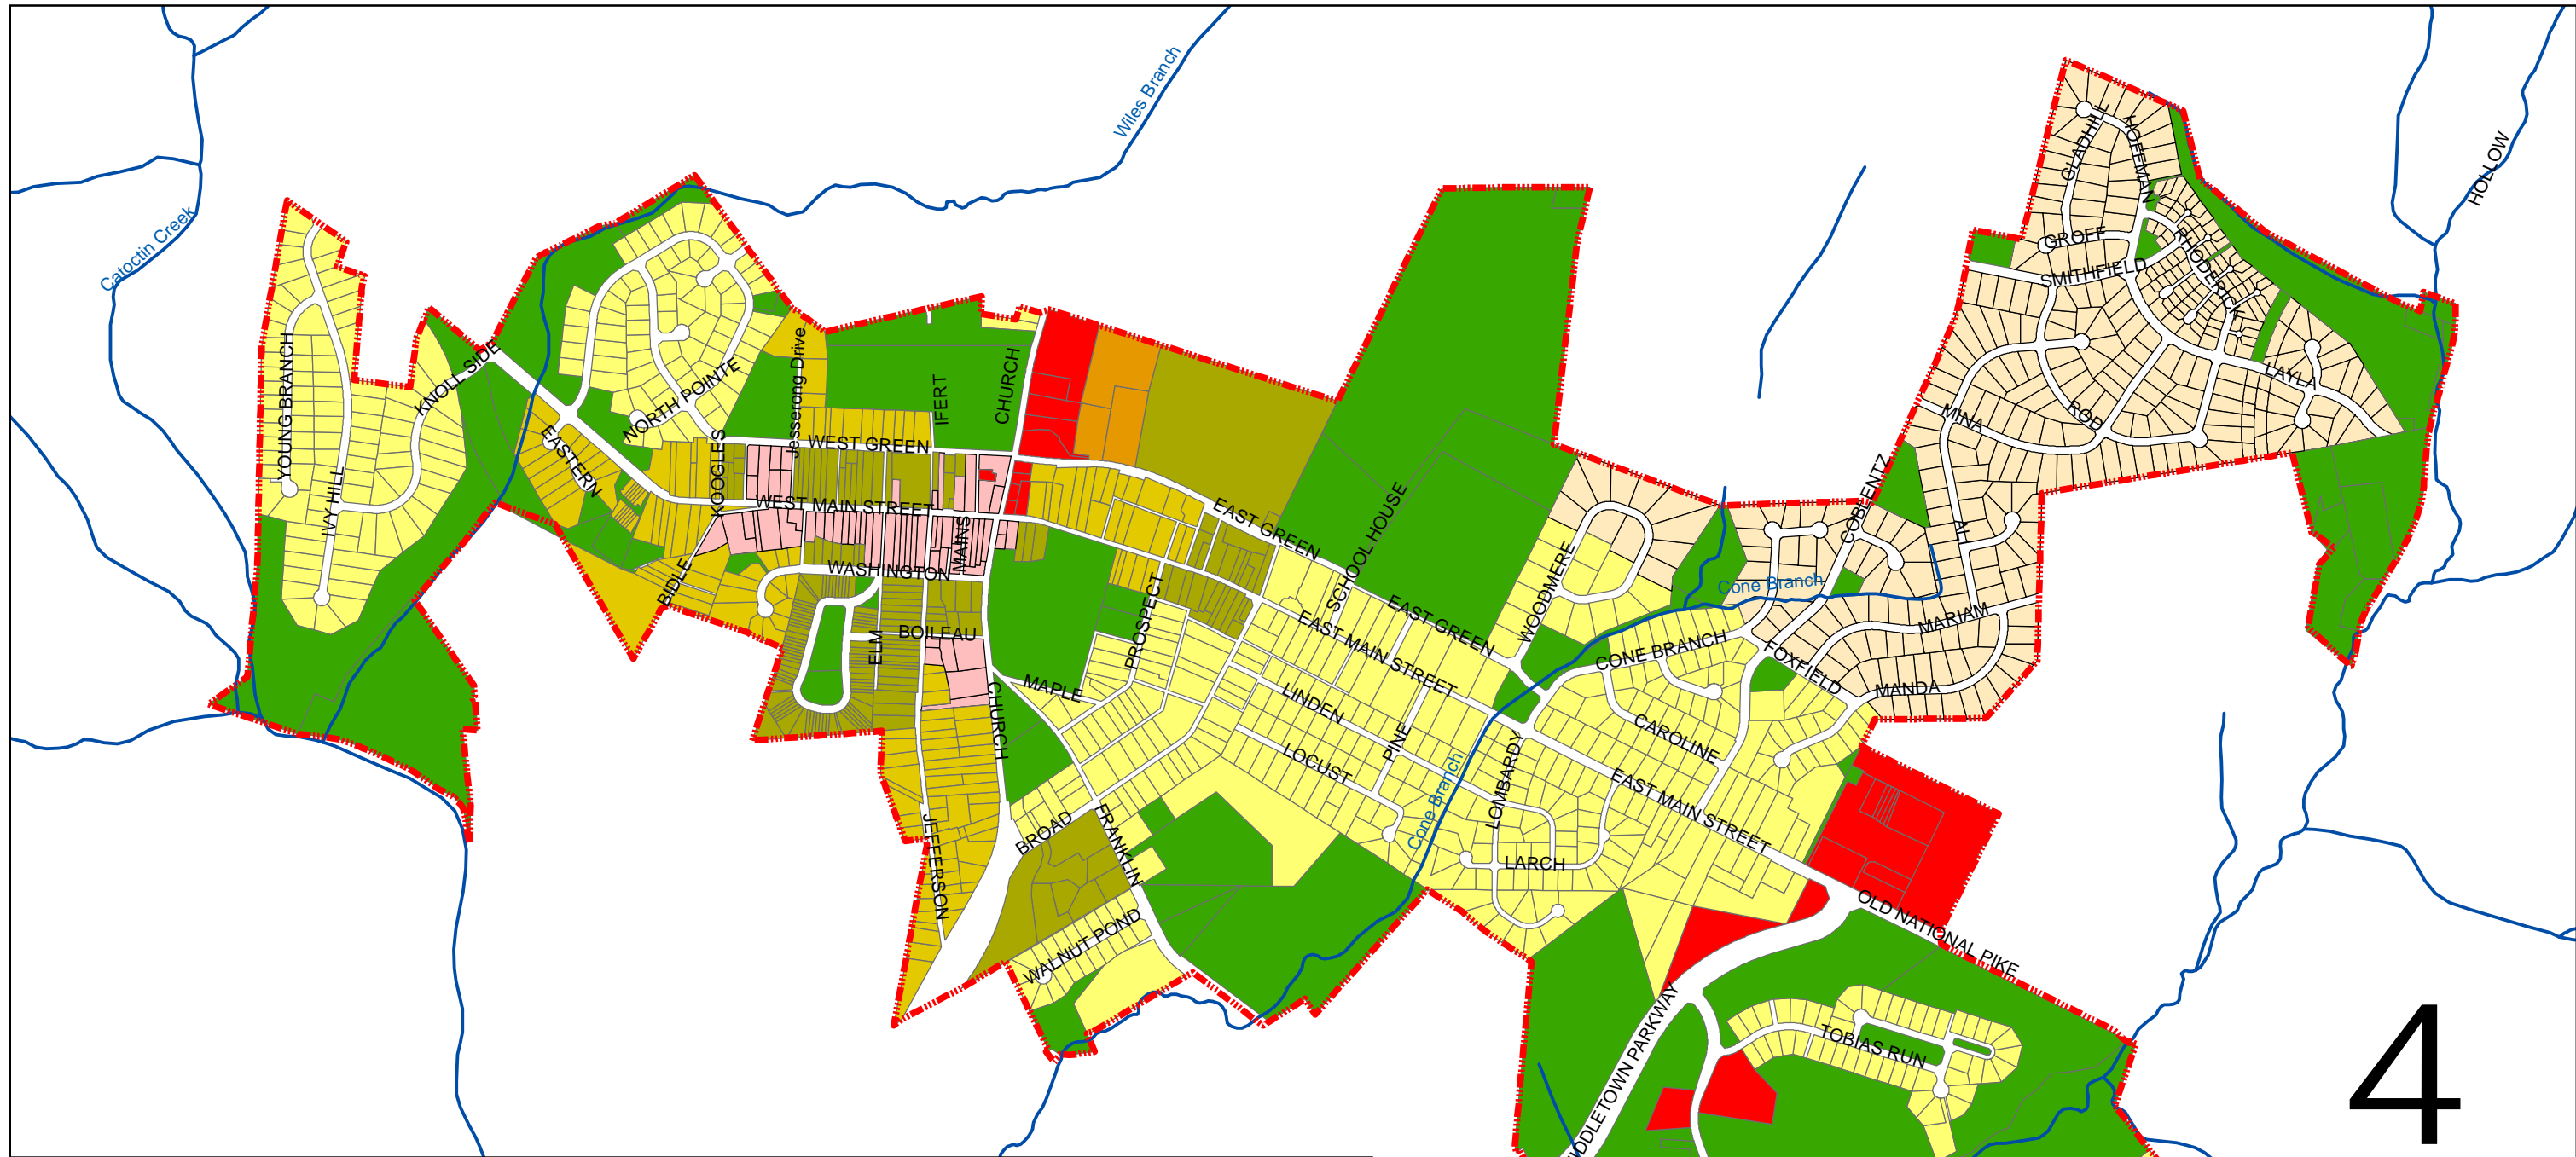 Wiles Branch
Catoctin Creek
HOLLOW
GLADHILL
HOFFMAN
GROFF
SMITHFIELD
RHODERICK
LAYLA
ROD
MINA
COBLENTZ
YOUNG BRANCH
IVY HILL
KNOLL SIDE
NORTH POINTE
EASTERN
KOOGLES
Jesserong Drive
IFERT
CHURCH
WEST GREEN
WEST MAIN STREET
MAINS
WASHINGTON
BIDLE
ELM
BOILEAU
MAPLE
CHURCH
PROSPECT
EAST GREEN
SCHOOL HOUSE
EAST GREEN
EAST MAIN STREET
WOODMERE
Cone Branch
CONE BRANCH
FOXFIELD
MARIAM
MANDA
LINDEN
PINE
LOCUST
Cone Branch
LOMBARDY
CAROLINE
EAST MAIN STREET
LARCH
BROAD
FRANKLIN
JEFFERSON
WALNUT POND
OLD NATIONAL PIKE
TOBIAS RUN
4